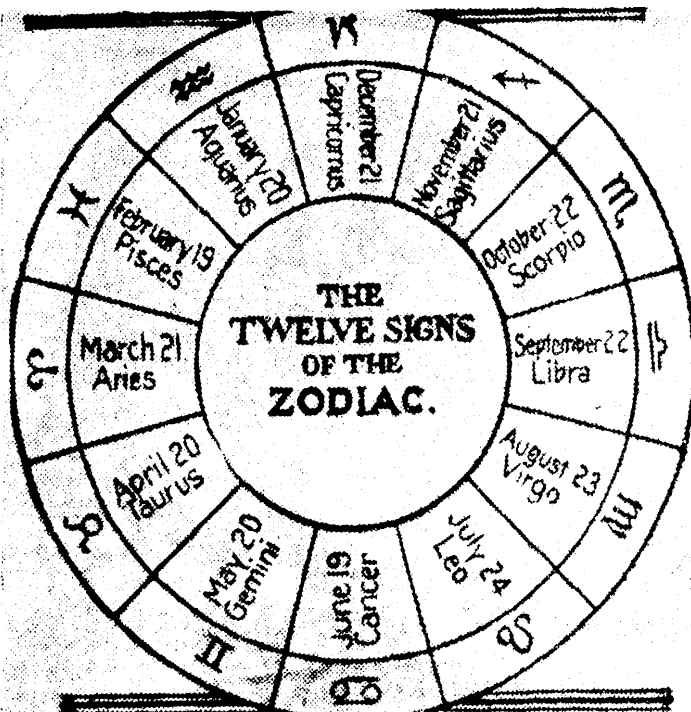 THE
TWELVE SIGNS
OF THE
ZODIAC.
December 21
Capricornus
November 21
Sagittarius
October 22
Scorpio
September 22
Libra
August 23
Virgo
July 24
Leo
June 19
Cancer
May 20
Gemini
April 20
Taurus
March 21
Aries
February 19
Pisces
January 20
Aquarius